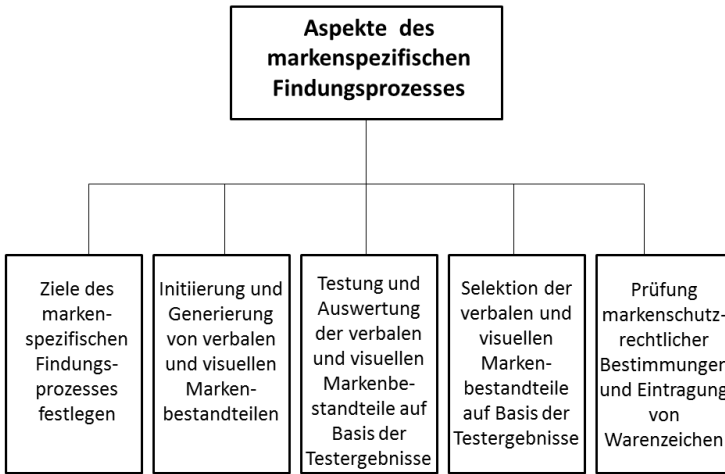 Aspekte des
markenspezifischen
Findungsprozesses
Ziele des
marken-
spezifischen
Findungs-
prozesses
festlegen
Initiierung und
Generierung
von verbalen
und visuellen
Marken-
bestandteilen
Testung und
Auswertung
der verbalen
und visuellen
Markenbe-
standteile auf
Basis der
Testergebnisse
Selektion der
verbalen und
visuellen
Marken-
bestandteile
auf Basis der
Testergebnisse
Prüfung
markenschutz-
rechtlicher
Bestimmungen
und Eintragung
von
Warenzeichen